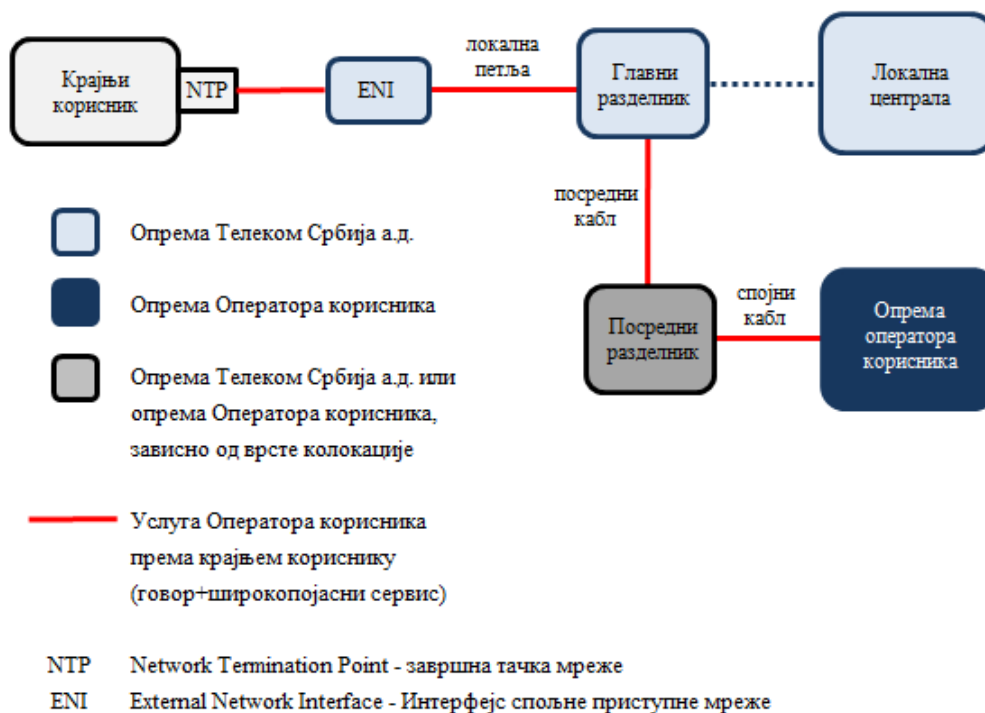 Крајњи
корисник
NTP
ENI
локална
петља
Главни
разделник
Локална
централа
посредни
кабл
Посредни
разделник
спојни
кабл
Опрема
оператора
корисника
Опрема Телеком Србија а.д.
Опрема Оператора корисника
Опрема Телеком Србија а.д. или
опрема Оператора корисника,
зависно од врсте колокације
Услуга Оператора корисника
према крајњем кориснику
(говор+широкопојасни сервис)
NTP Network Termination Point - завршна тачка мреже
ENI External Network Interface - Интерфејс спољне приступне мреже